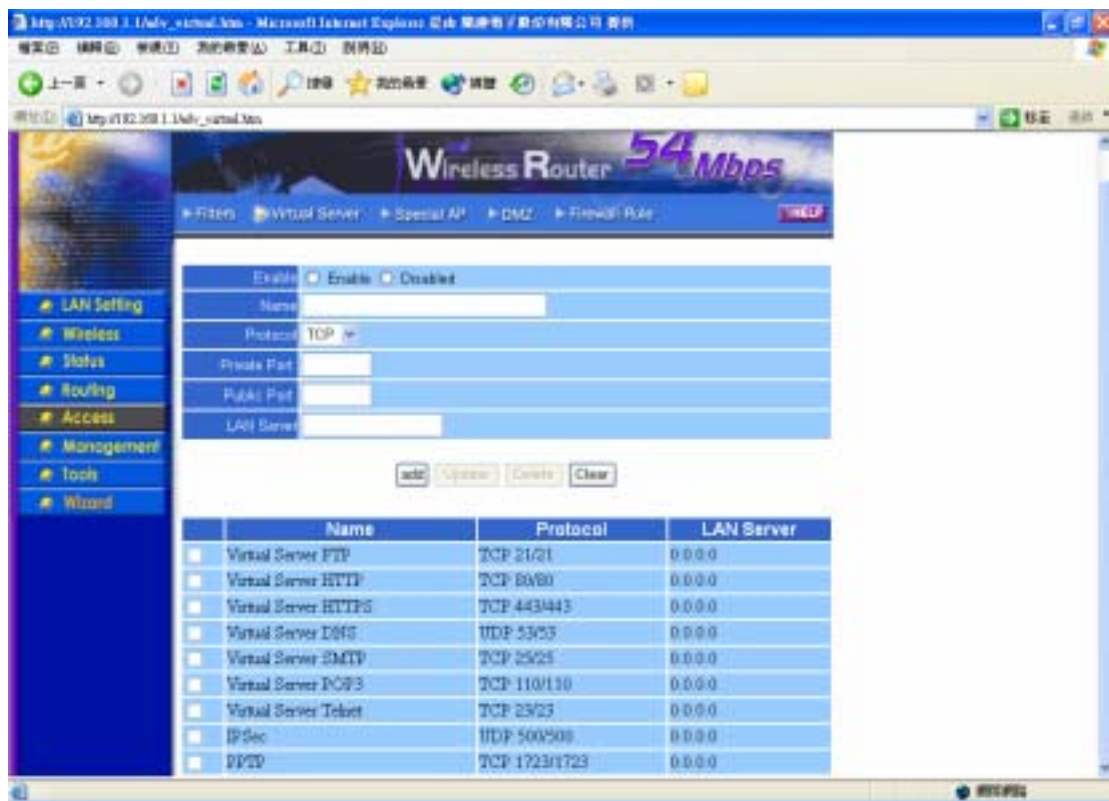 Microsoft Internet Explorer
Wireless Router 54 Mbps
Filters Virtual Server Special AP DMZ Firewall Rule HELP
LAN Setting
Wireless
Status
Routing
Access
Management
Tools
Wizard
Enable Enable Disabled
Name
Protocol TCP
Private Port
Public Port
LAN Server
add Update Delete Clear
Name Protocol LAN Server
Virtual Server FTP TCP 21/21 0.0.0.0
Virtual Server HTTP TCP 80/80 0.0.0.0
Virtual Server HTTPS TCP 443/443 0.0.0.0
Virtual Server DNS UDP 53/53 0.0.0.0
Virtual Server SMTP TCP 25/25 0.0.0.0
Virtual Server POP3 TCP 110/110 0.0.0.0
Virtual Server Telnet TCP 23/23 0.0.0.0
IPSec UDP 500/500 0.0.0.0
PPTP TCP 1723/1723 0.0.0.0